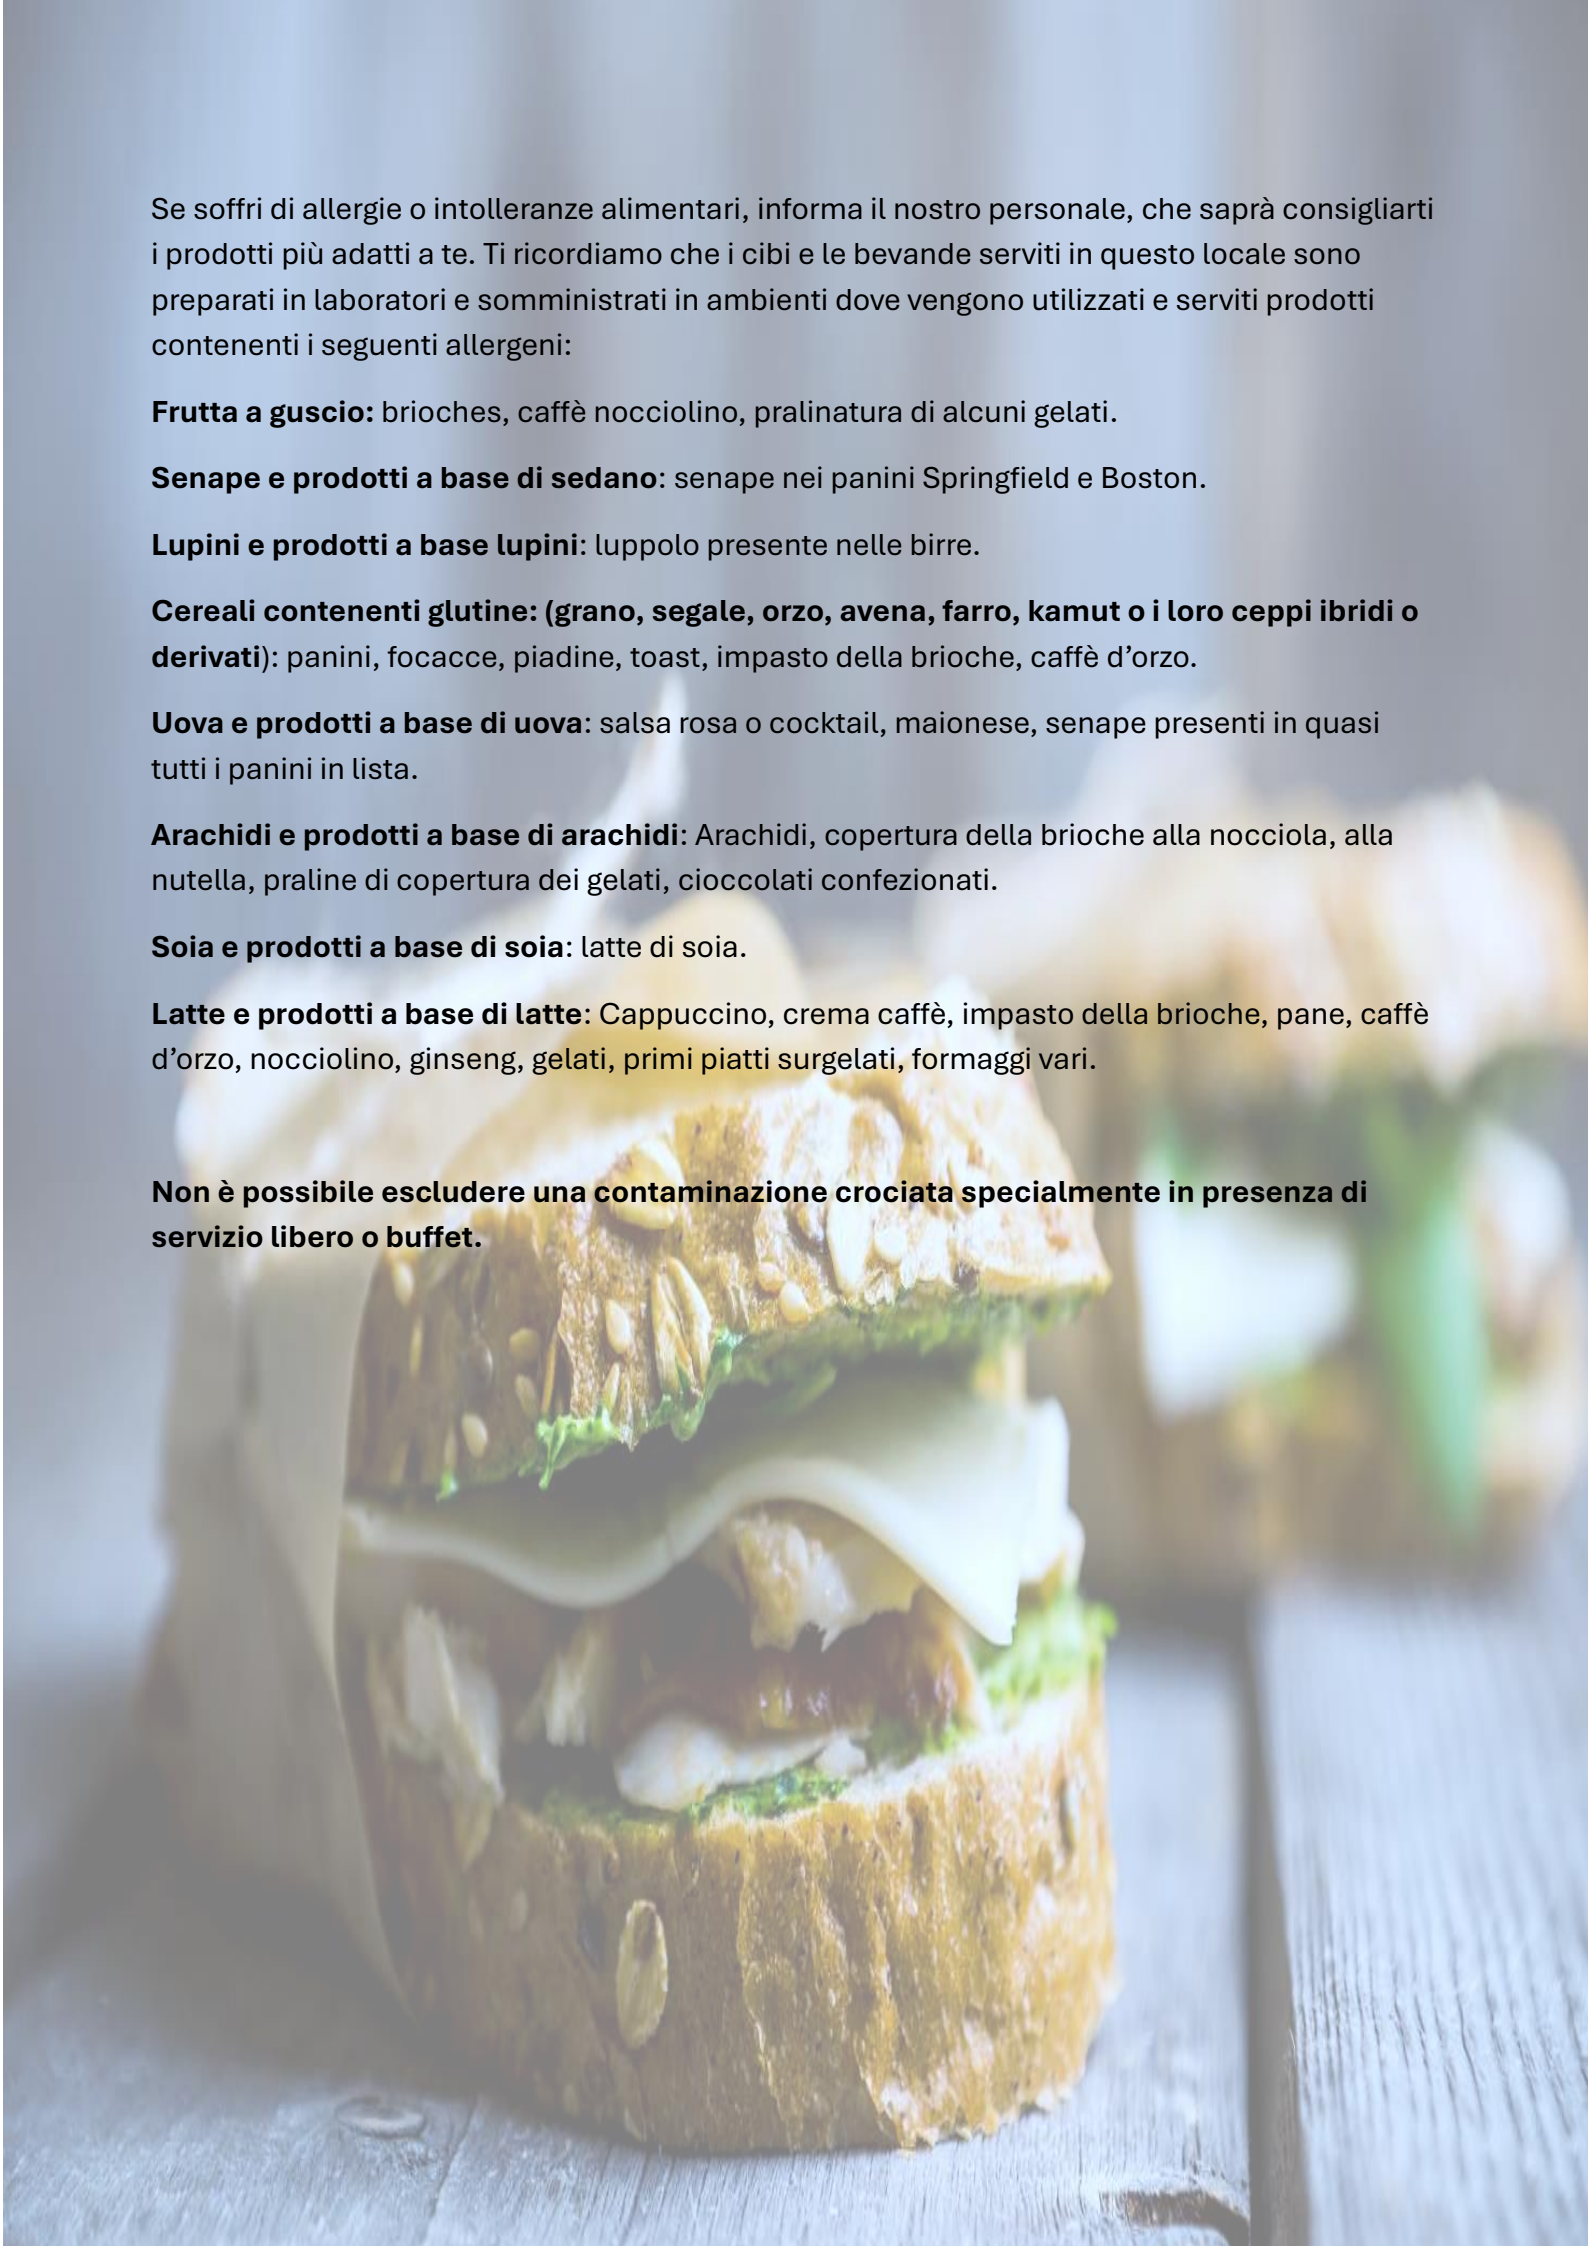 Se soffri di allergie o intolleranze alimentari, informa il nostro personale, che saprà consigliarti
i prodotti più adatti a te. Ti ricordiamo che i cibi e le bevande serviti in questo locale sono
preparati in laboratori e somministrati in ambienti dove vengono utilizzati e serviti prodotti
contenenti i seguenti allergeni:
Frutta a guscio: brioches, caffè nocciolino, pralinatura di alcuni gelati.
Senape e prodotti a base di sedano: senape nei panini Springfield e Boston.
Lupini e prodotti a base lupini: luppolo presente nelle birre.
Cereali contenenti glutine: (grano, segale, orzo, avena, farro, kamut o i loro ceppi ibridi o
derivati): panini, focacce, piadine, toast, impasto della brioche, caffè d’orzo.
Uova e prodotti a base di uova: salsa rosa o cocktail, maionese, senape presenti in quasi
tutti i panini in lista.
Arachidi e prodotti a base di arachidi: Arachidi, copertura della brioche alla nocciola, alla
nutella, praline di copertura dei gelati, cioccolati confezionati.
Soia e prodotti a base di soia: latte di soia.
Latte e prodotti a base di latte: Cappuccino, crema caffè, impasto della brioche, pane, caffè
d’orzo, nocciolino, ginseng, gelati, primi piatti surgelati, formaggi vari.
Non è possibile escludere una contaminazione crociata specialmente in presenza di
servizio libero o buffet.